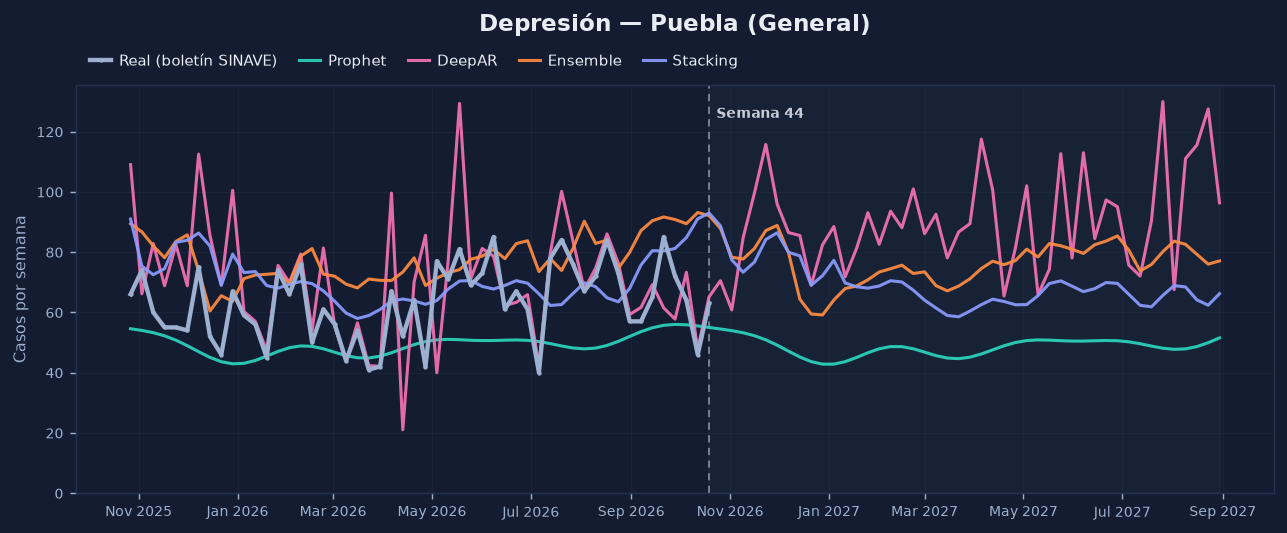 Depresión — Puebla (General)
Real (boletín SINAVE) Prophet DeepAR Ensemble Stacking
Semana 44
Casos por semana
120
100
80
60
40
20
0
Nov 2025 Jan 2026 Mar 2026 May 2026 Jul 2026 Sep 2026 Nov 2026 Jan 2027 Mar 2027 May 2027 Jul 2027 Sep 2027